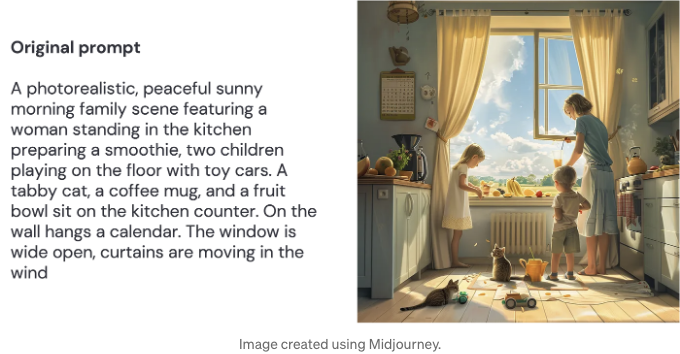 Original prompt
A photorealistic, peaceful sunny
morning family scene featuring a
woman standing in the kitchen
preparing a smoothie, two children
playing on the floor with toy cars. A
tabby cat, a coffee mug, and a fruit
bowl sit on the kitchen counter. On the
wall hangs a calendar. The window is
wide open, curtains are moving in the
wind
Image created using Midjourney.